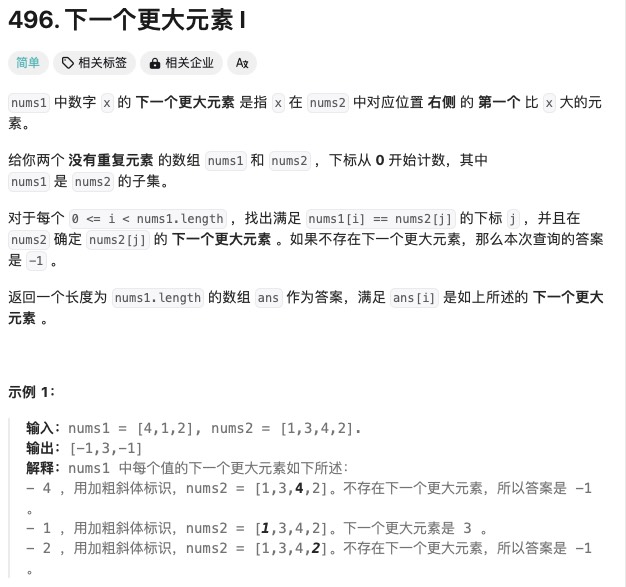 496. 下一个更大元素 I
简单 相关标签 相关企业 Aあ
nums1 中数字 x 的 下一个更大元素 是指 x 在 nums2 中对应位置 右侧 的 第一个 比 x 大的元
素。
给你两个 没有重复元素 的数组 nums1 和 nums2 ，下标从 0 开始计数，其中
nums1 是 nums2 的子集。
对于每个 0 <= i < nums1.length ，找出满足 nums1[i] == nums2[j] 的下标 j ，并且在
nums2 确定 nums2[j] 的 下一个更大元素 。如果不存在下一个更大元素，那么本次查询的答案
是 -1 。
返回一个长度为 nums1.length 的数组 ans 作为答案，满足 ans[i] 是如上所述的 下一个更大
元素 。
示例 1：
输入：nums1 = [4,1,2], nums2 = [1,3,4,2].
输出：[-1,3,-1]
解释：nums1 中每个值的下一个更大元素如下所述：
- 4 ，用加粗斜体标识，nums2 = [1,3,4,2]。不存在下一个更大元素，所以答案是 -1
。
- 1 ，用加粗斜体标识，nums2 = [1,3,4,2]。下一个更大元素是 3 。
- 2 ，用加粗斜体标识，nums2 = [1,3,4,2]。不存在下一个更大元素，所以答案是 -1
。